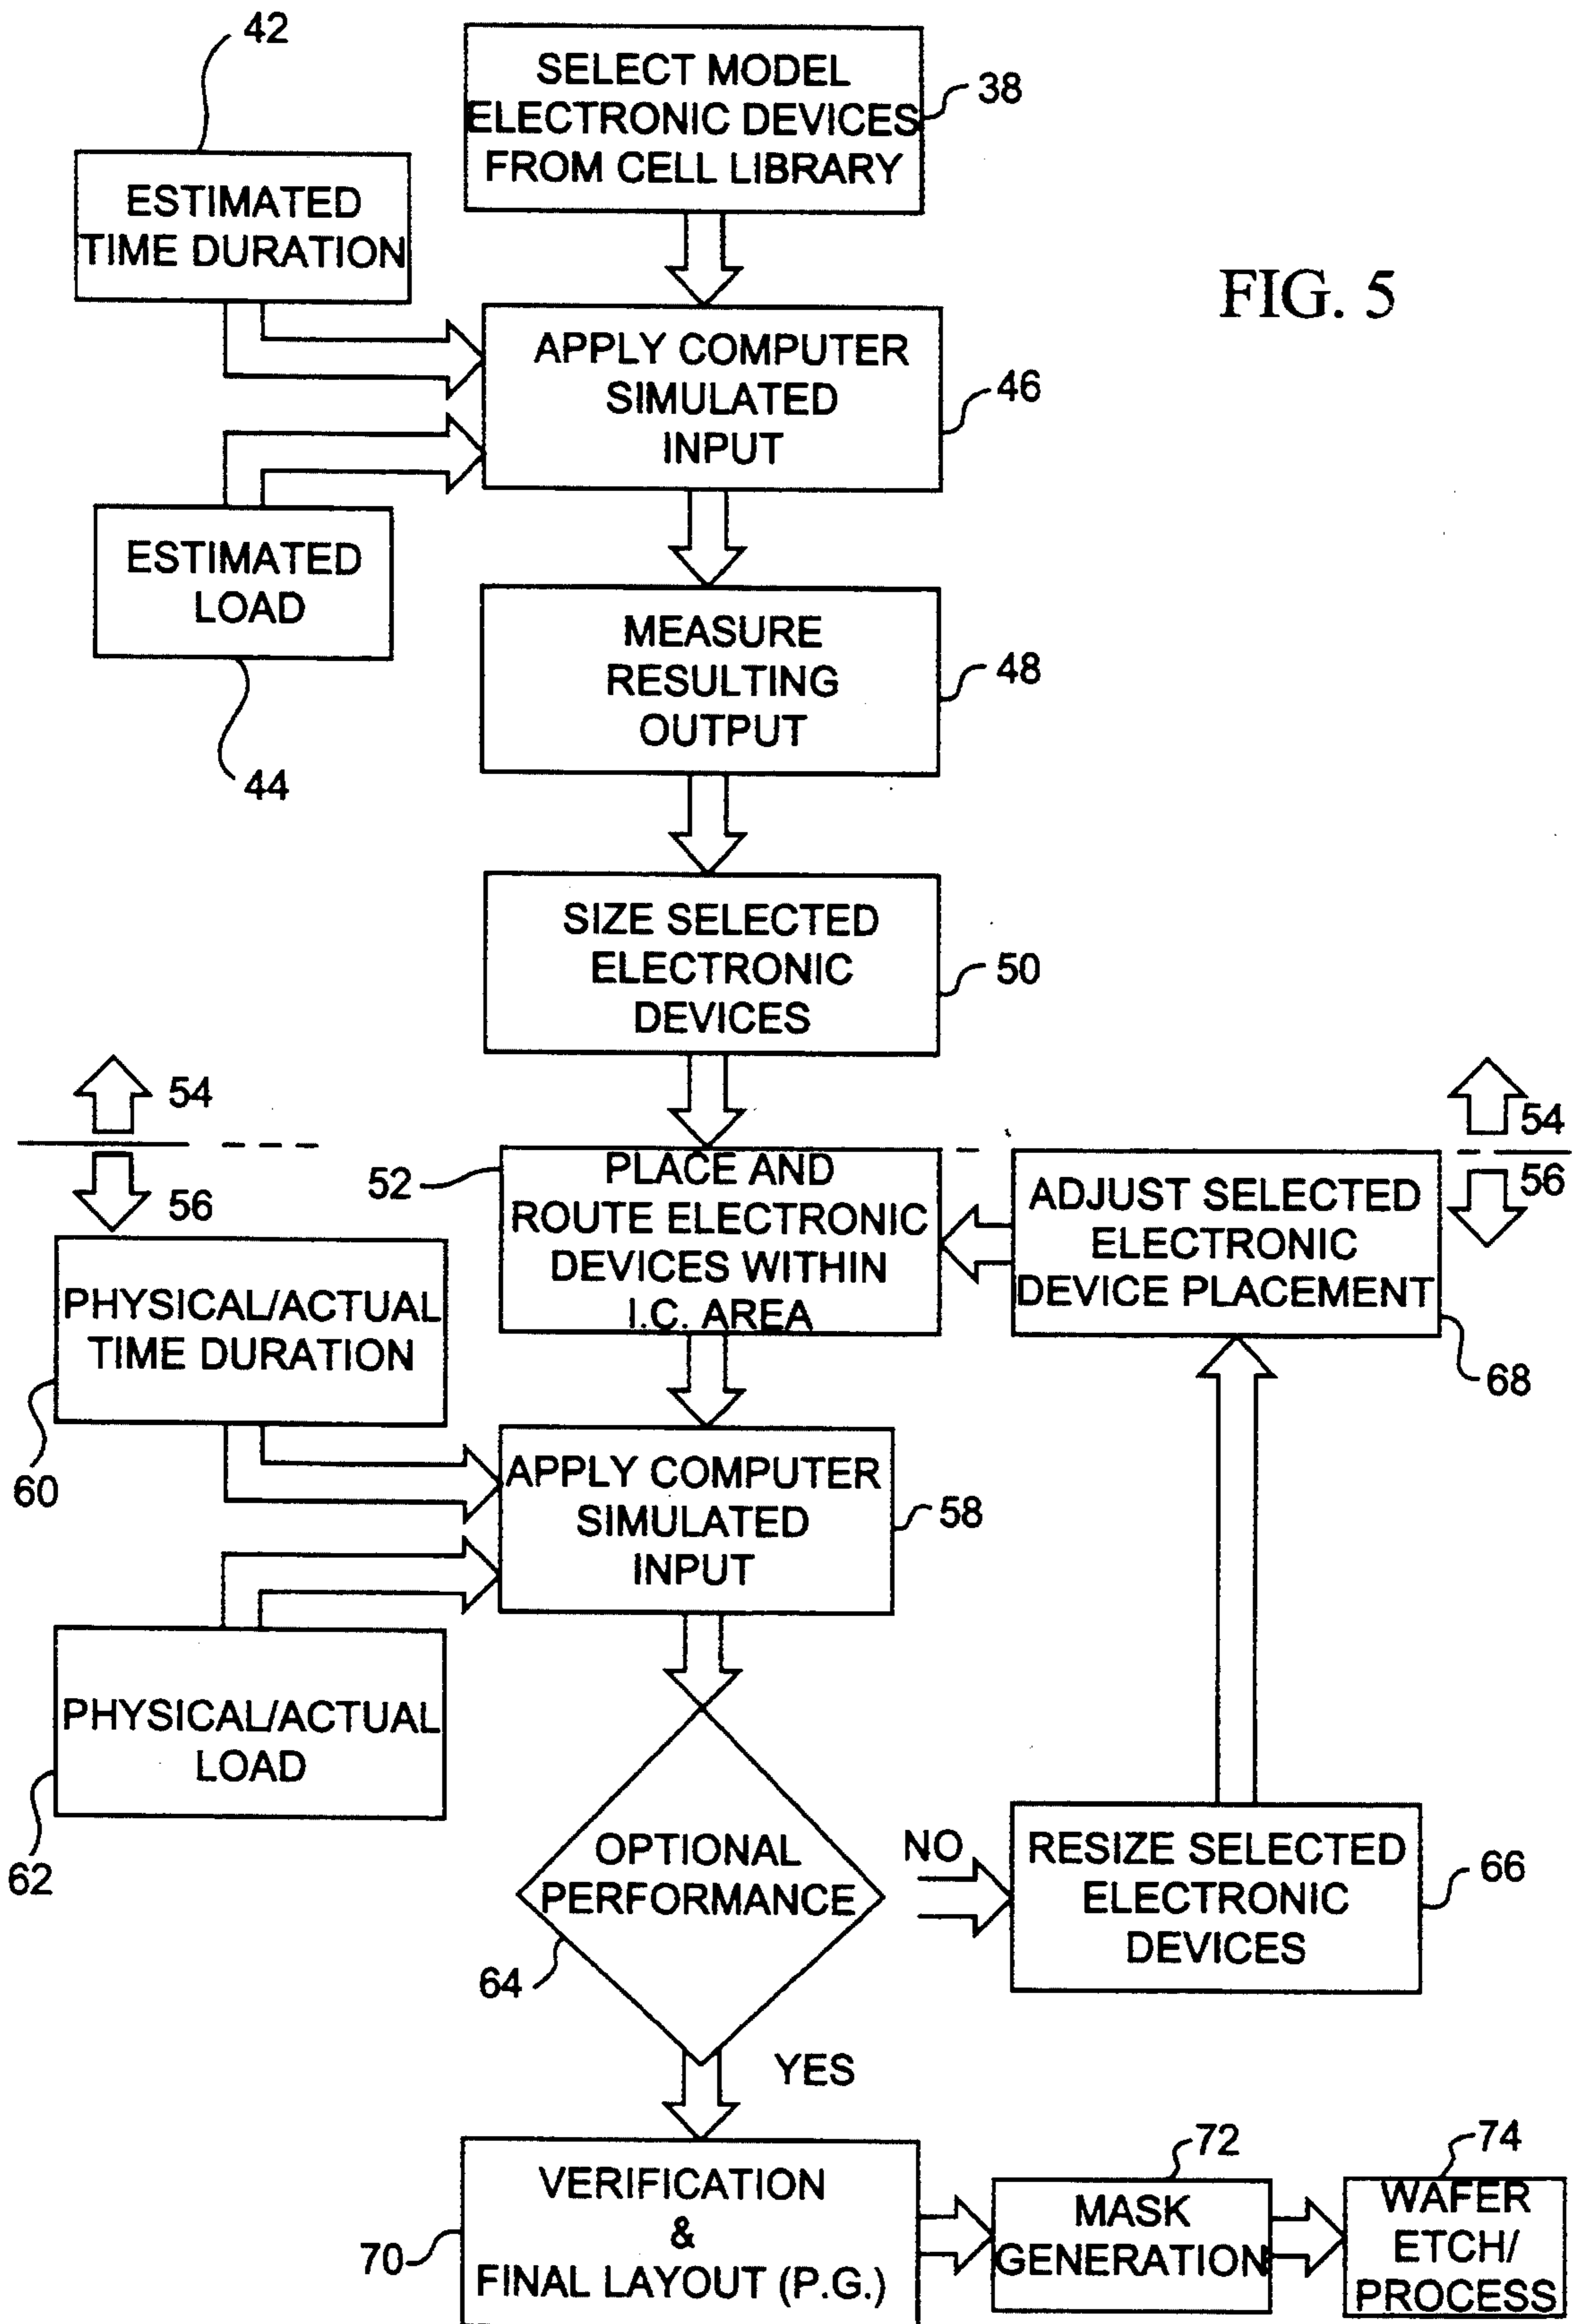 42
SELECT MODEL
ELECTRONIC DEVICES
FROM CELL LIBRARY
38
ESTIMATED
TIME DURATION
FIG. 5
APPLY COMPUTER
SIMULATED
INPUT
46
ESTIMATED
LOAD
44
MEASURE
RESULTING
OUTPUT
48
SIZE SELECTED
ELECTRONIC
DEVICES
50
54
56
54
56
52
PLACE AND
ROUTE ELECTRONIC
DEVICES WITHIN
I.C. AREA
ADJUST SELECTED
ELECTRONIC
DEVICE PLACEMENT
68
PHYSICAL/ACTUAL
TIME DURATION
60
APPLY COMPUTER
SIMULATED
INPUT
58
PHYSICAL/ACTUAL
LOAD
62
OPTIONAL
PERFORMANCE
64
NO
RESIZE SELECTED
ELECTRONIC
DEVICES
66
YES
VERIFICATION
&
FINAL LAYOUT (P.G.)
70
72
MASK
GENERATION
74
WAFER
ETCH/
PROCESS